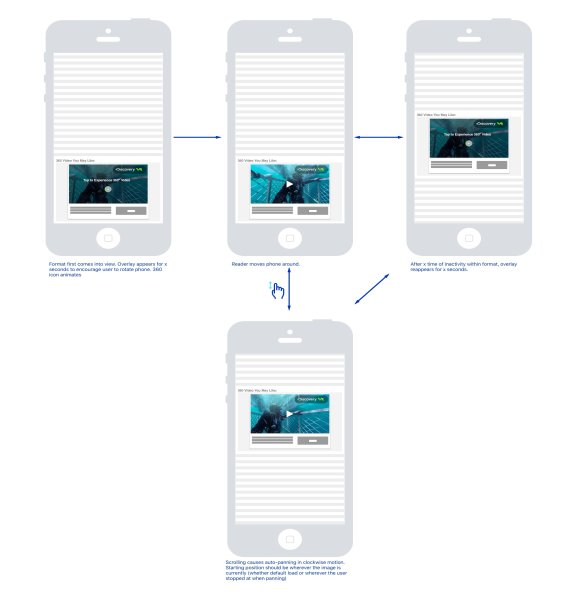 360 Video You May Like:
Discovery VR
Tap to Experience 360° Video
360 Video You May Like:
Discovery VR
360 Video You May Like:
Discovery VR
Tap to Experience 360° Video
Format first comes into view. Overlay appears for x
seconds to encourage user to rotate phone. 360
icon animates
Reader moves phone around.
After x time of inactivity within format, overlay
reappears for x seconds.
360 Video You May Like:
Discovery VR
Scrolling causes auto-panning in clockwise motion.
Starting position should be wherever the image is
currently (whether default load or wherever the user
stopped at when panning)